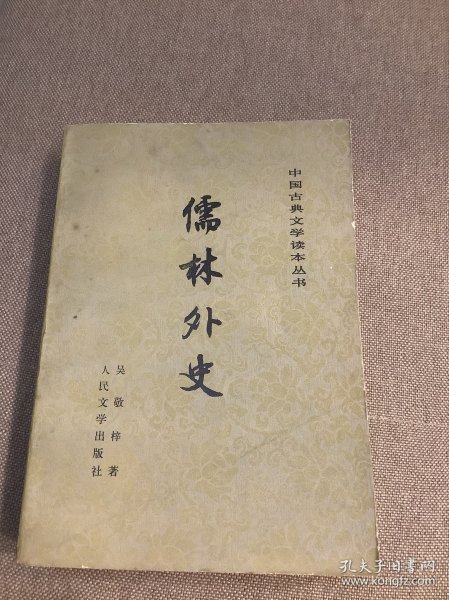 中国古典文学读本丛书
儒林外史
吴敬梓著
人民文学出版社
孔夫子旧书网
www.kongfz.com